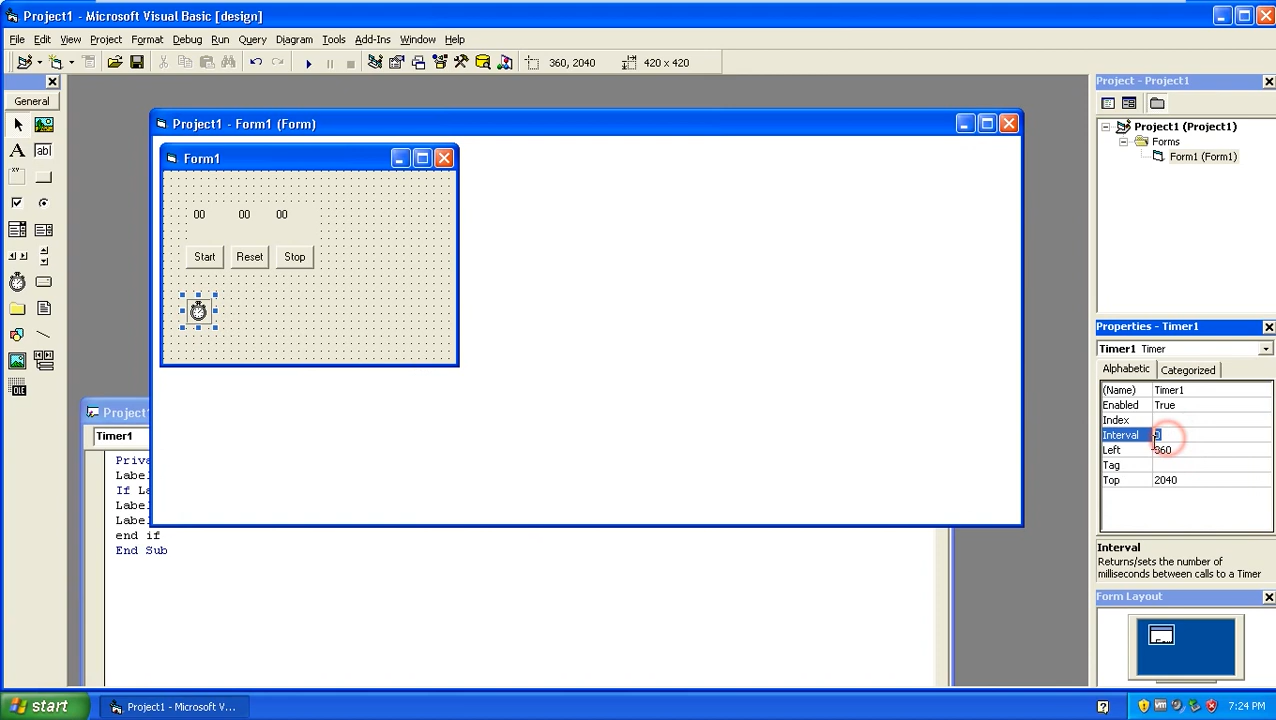 Project1 - Microsoft Visual Basic [design]
File Edit View Project Format Debug Run Query Diagram Tools Add-Ins Window Help
360, 2040 420 x 420
General
A ab|
xy
OLE
Project1 - Form1 (Form)
Form1
00 00 00
Start Reset Stop
Project
Timer1
Priva
Label
If La
Label
Label
end if
End Sub
Project - Project1
Project1 (Project1)
Forms
Form1 (Form1)
Properties - Timer1
Timer1 Timer
Alphabetic Categorized
(Name) Timer1
Enabled True
Index
Interval
Left 360
Tag
Top 2040
Interval
Returns/sets the number of
milliseconds between calls to a Timer
Form Layout
start Project1 - Microsoft V... 7:24 PM